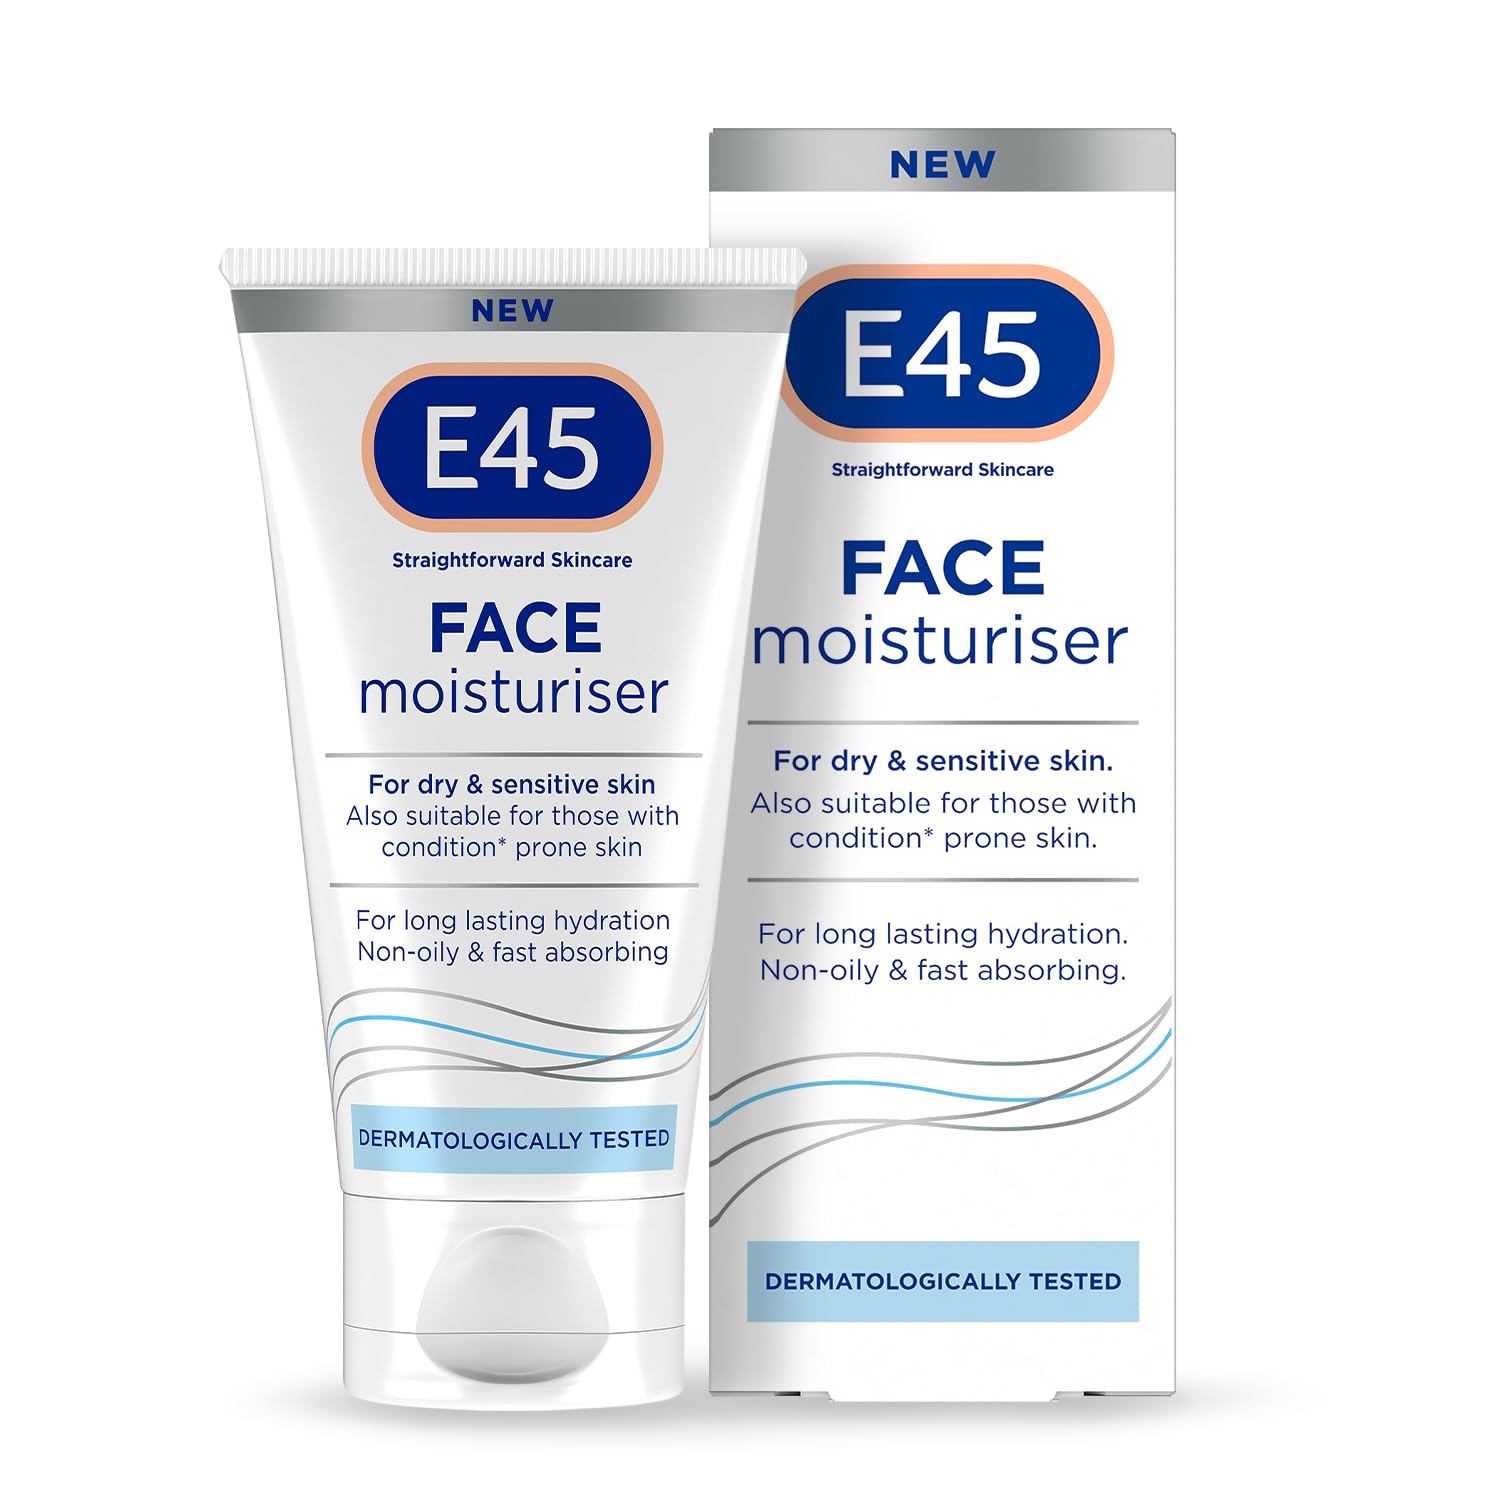 NEW
E45
Straightforward Skincare
FACE
moisturiser
For dry & sensitive skin
Also suitable for those with
condition* prone skin
For long lasting hydration
Non-oily & fast absorbing
DERMATOLOGICALLY TESTED
NEW
E45
Straightforward Skincare
FACE
moisturiser
For dry & sensitive skin.
Also suitable for those with
condition* prone skin.
For long lasting hydration.
Non-oily & fast absorbing.
DERMATOLOGICALLY TESTED